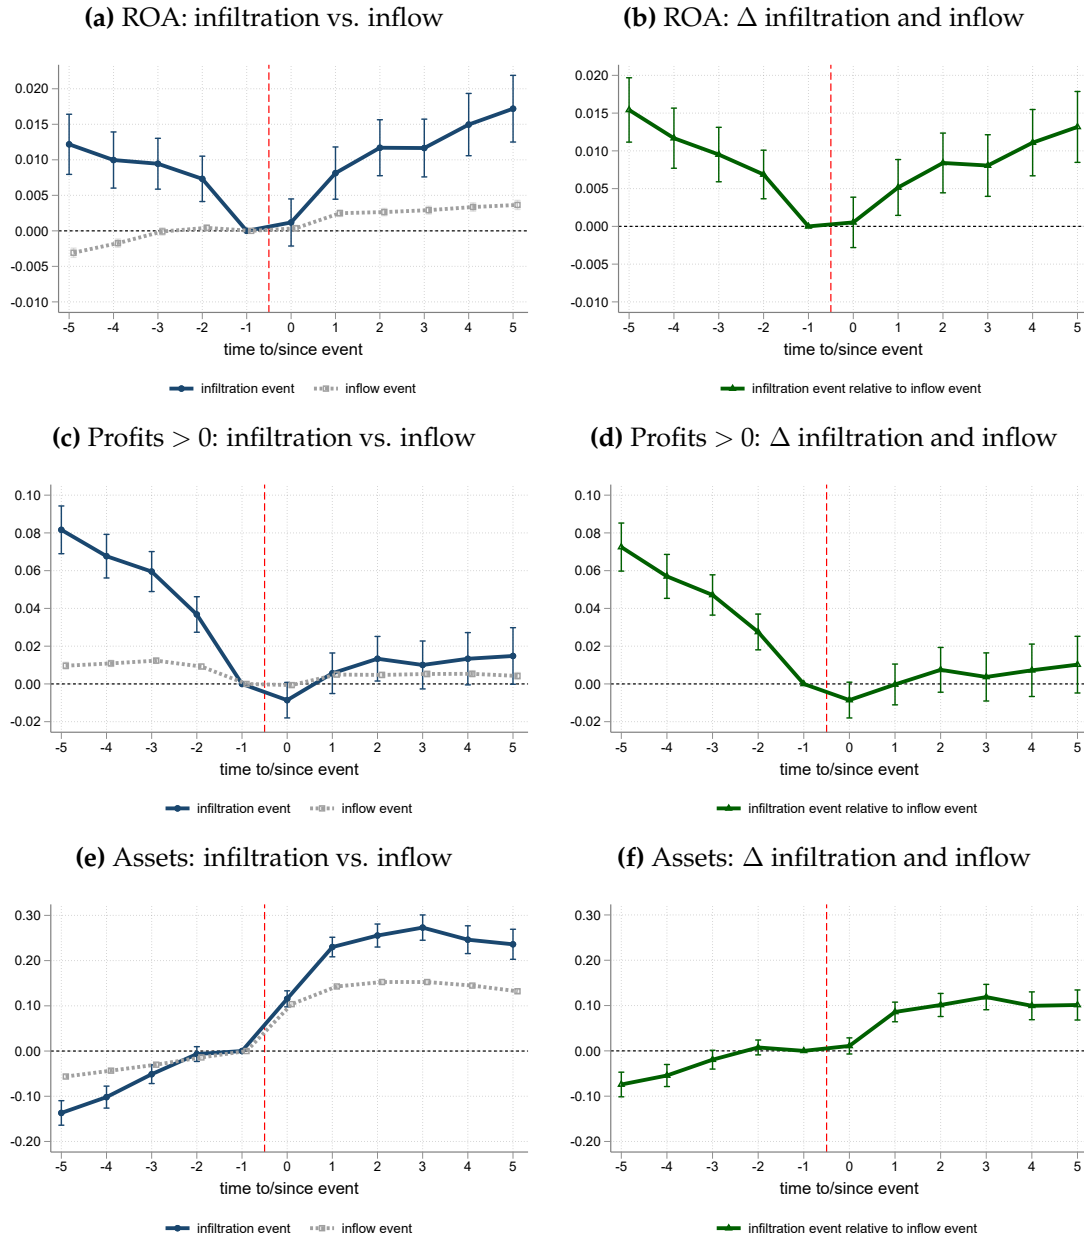 (a) ROA: infiltration vs. inflow
(b) ROA: Δ infiltration and inflow
0.020
0.015
0.010
0.005
0.000
-0.005
-0.010
-5 -4 -3 -2 -1 0 1 2 3 4 5
time to/since event
infiltration event inflow event
0.020
0.015
0.010
0.005
0.000
-0.005
-0.010
-5 -4 -3 -2 -1 0 1 2 3 4 5
time to/since event
infiltration event relative to inflow event
(c) Profits > 0: infiltration vs. inflow
(d) Profits > 0: Δ infiltration and inflow
0.10
0.08
0.06
0.04
0.02
0.00
-0.02
-5 -4 -3 -2 -1 0 1 2 3 4 5
time to/since event
infiltration event inflow event
0.10
0.08
0.06
0.04
0.02
0.00
-0.02
-5 -4 -3 -2 -1 0 1 2 3 4 5
time to/since event
infiltration event relative to inflow event
(e) Assets: infiltration vs. inflow
(f) Assets: Δ infiltration and inflow
0.30
0.20
0.10
0.00
-0.10
-0.20
-5 -4 -3 -2 -1 0 1 2 3 4 5
time to/since event
infiltration event inflow event
0.30
0.20
0.10
0.00
-0.10
-0.20
-5 -4 -3 -2 -1 0 1 2 3 4 5
time to/since event
infiltration event relative to inflow event